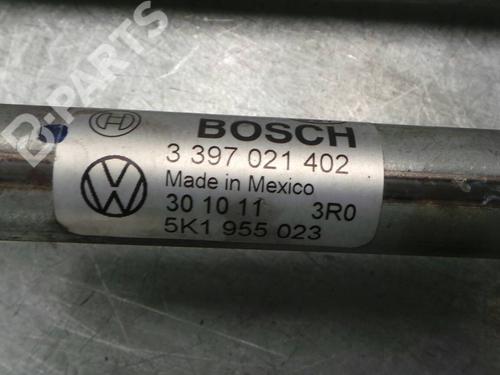 B-PARTS
BOSCH
3 397 021 402
Made in Mexico
30 10 11 3R0
5K1 955 023